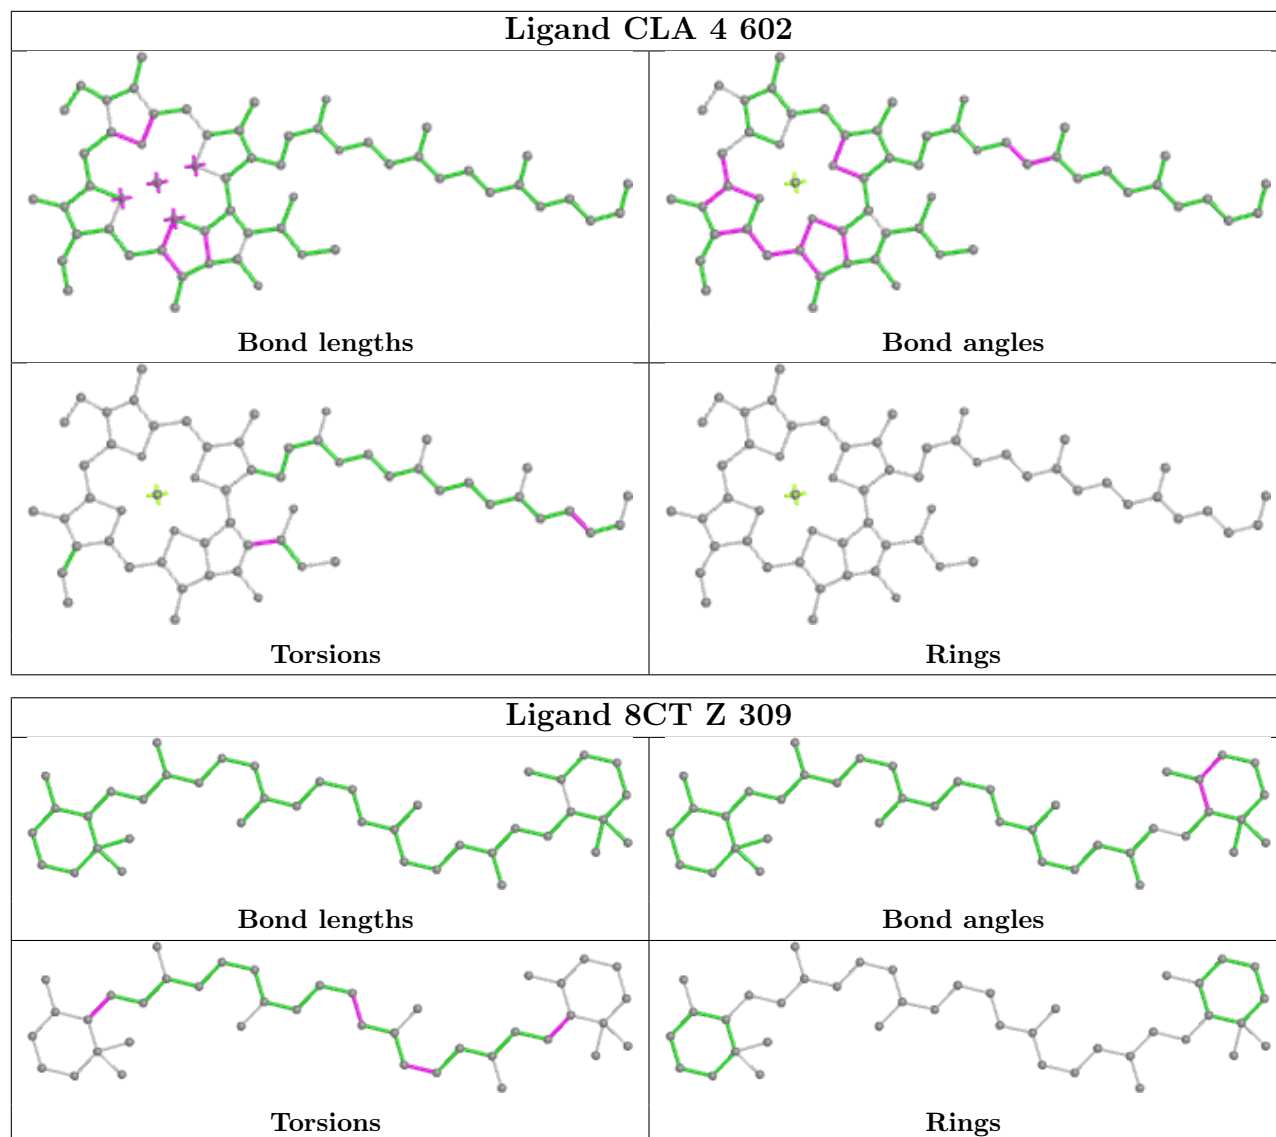 Ligand CLA 4 602
Bond lengths
Bond angles
Torsions
Rings
Ligand 8CT Z 309
Bond lengths
Bond angles
Torsions
Rings